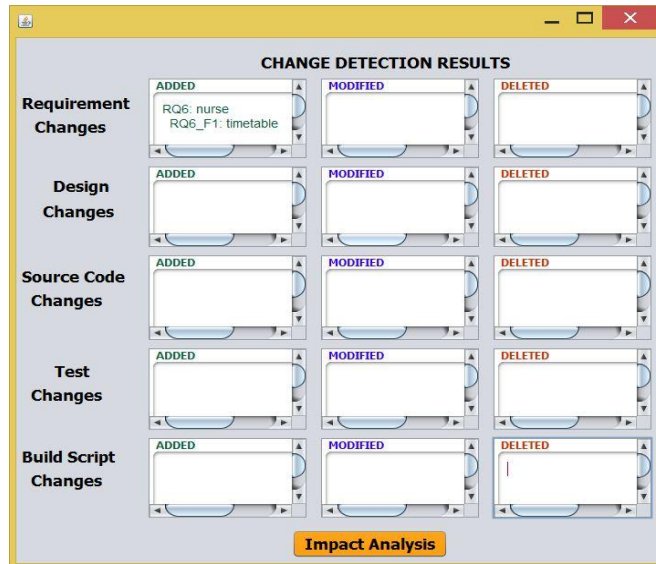 CHANGE DETECTION RESULTS
Requirement Changes
ADDED
RQ6: nurse
RQ6_F1: timetable
MODIFIED
DELETED
Design Changes
ADDED
MODIFIED
DELETED
Source Code Changes
ADDED
MODIFIED
DELETED
Test Changes
ADDED
MODIFIED
DELETED
Build Script Changes
ADDED
MODIFIED
DELETED
Impact Analysis